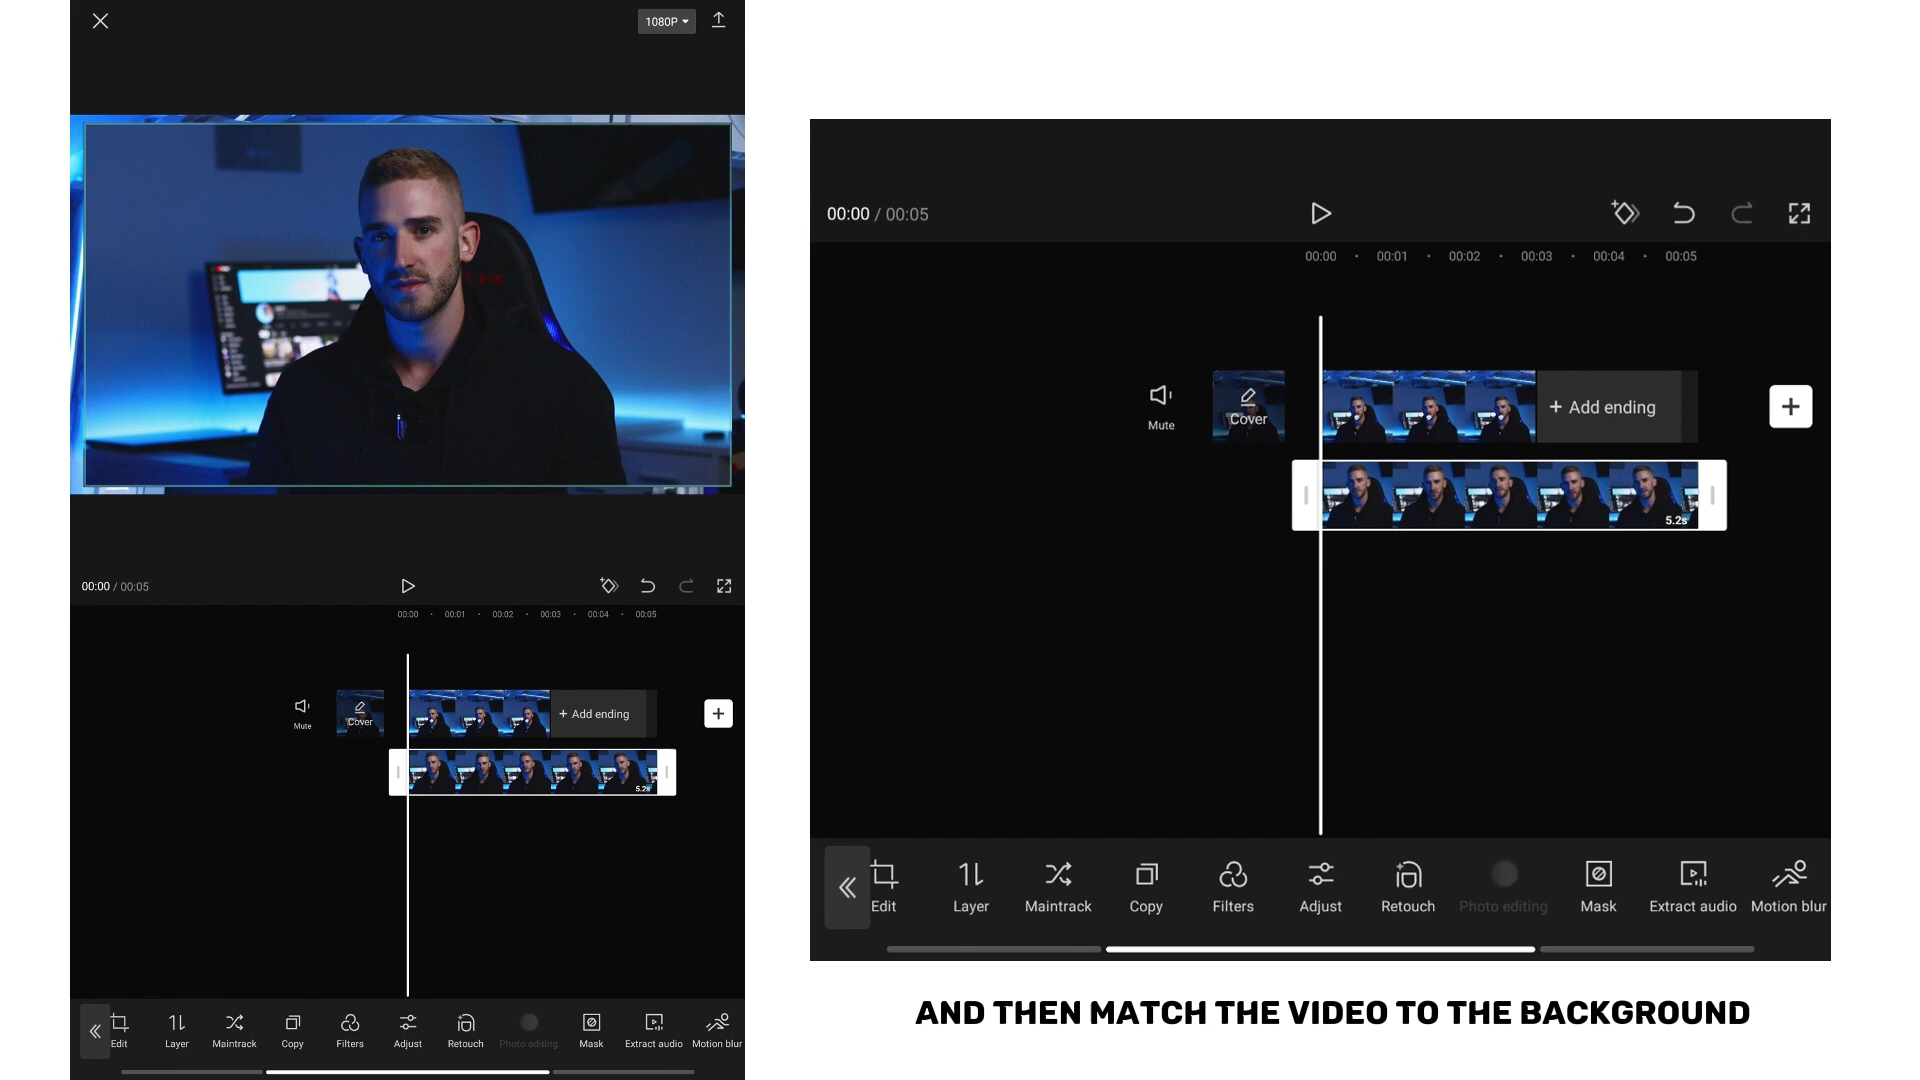 1080P
ME
00:00 / 00:05
00:00 00:01 00:02 00:03 00:04 00:05
Mute
Cover
+ Add ending
5.2s
Edit Layer Maintrack Copy Filters Adjust Retouch Photo editing Mask Extract audio Motion blur
00:00 / 00:05
00:00 00:01 00:02 00:03 00:04 00:05
Mute
Cover
+ Add ending
5.2s
Edit Layer Maintrack Copy Filters Adjust Retouch Photo editing Mask Extract audio Motion blur
AND THEN MATCH THE VIDEO TO THE BACKGROUND